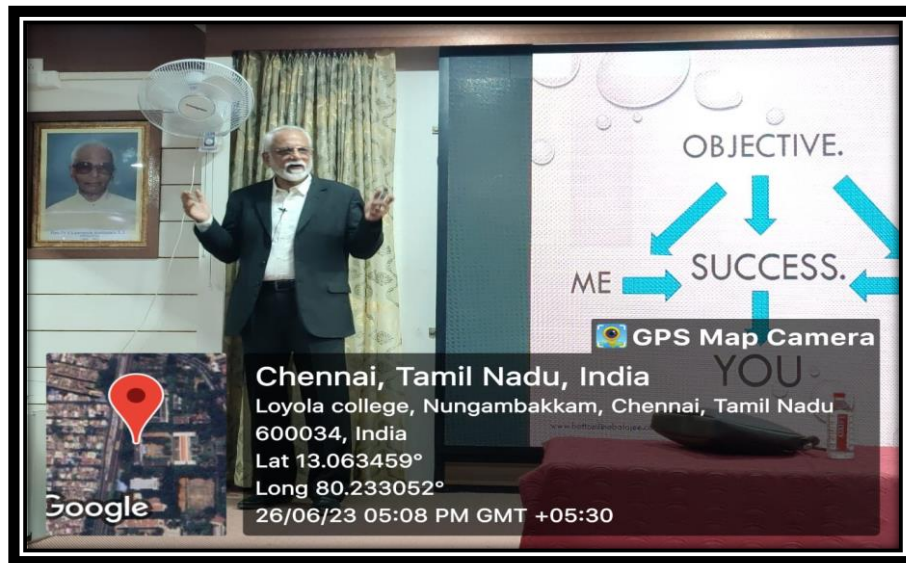 OBJECTIVE.
ME
SUCCESS.
YOU
GPS Map Camera
Chennai, Tamil Nadu, India
Loyola college, Nungambakkam, Chennai, Tamil Nadu
600034, India
Lat 13.063459°
Long 80.233052°
26/06/23 05:08 PM GMT +05:30
Google